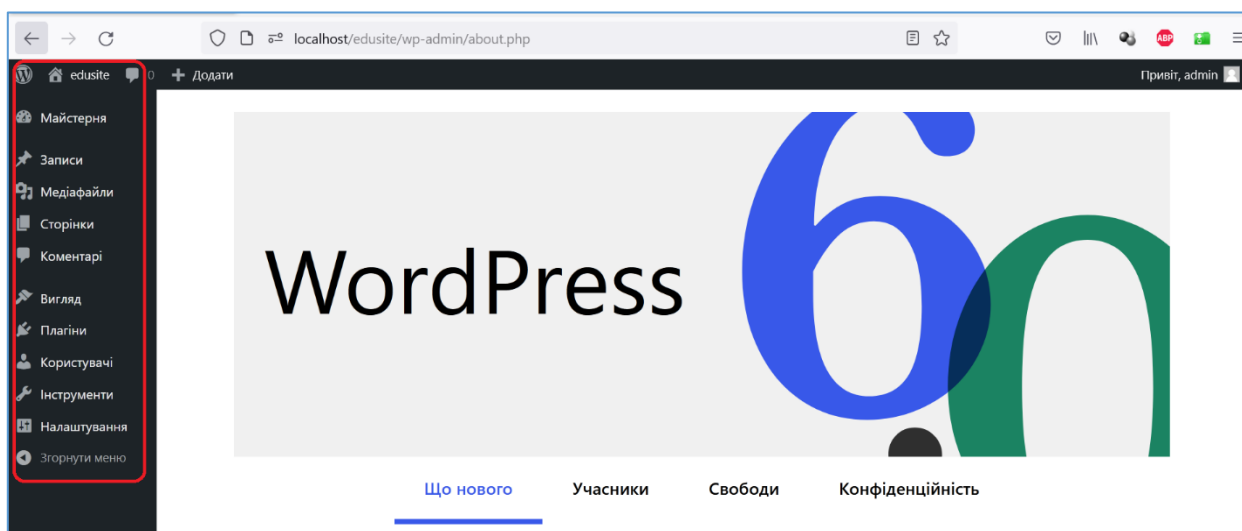 localhost/edusite/wp-admin/about.php
ABP
edusite 0 Додати Привіт, admin
Майстерня
Записи
Медіафайли
Сторінки
Коментарі
Вигляд
Плагіни
Користувачі
Інструменти
Налаштування
Згорнути меню
WordPress 6.0
Що нового Учасники Свободи Конфіденційність